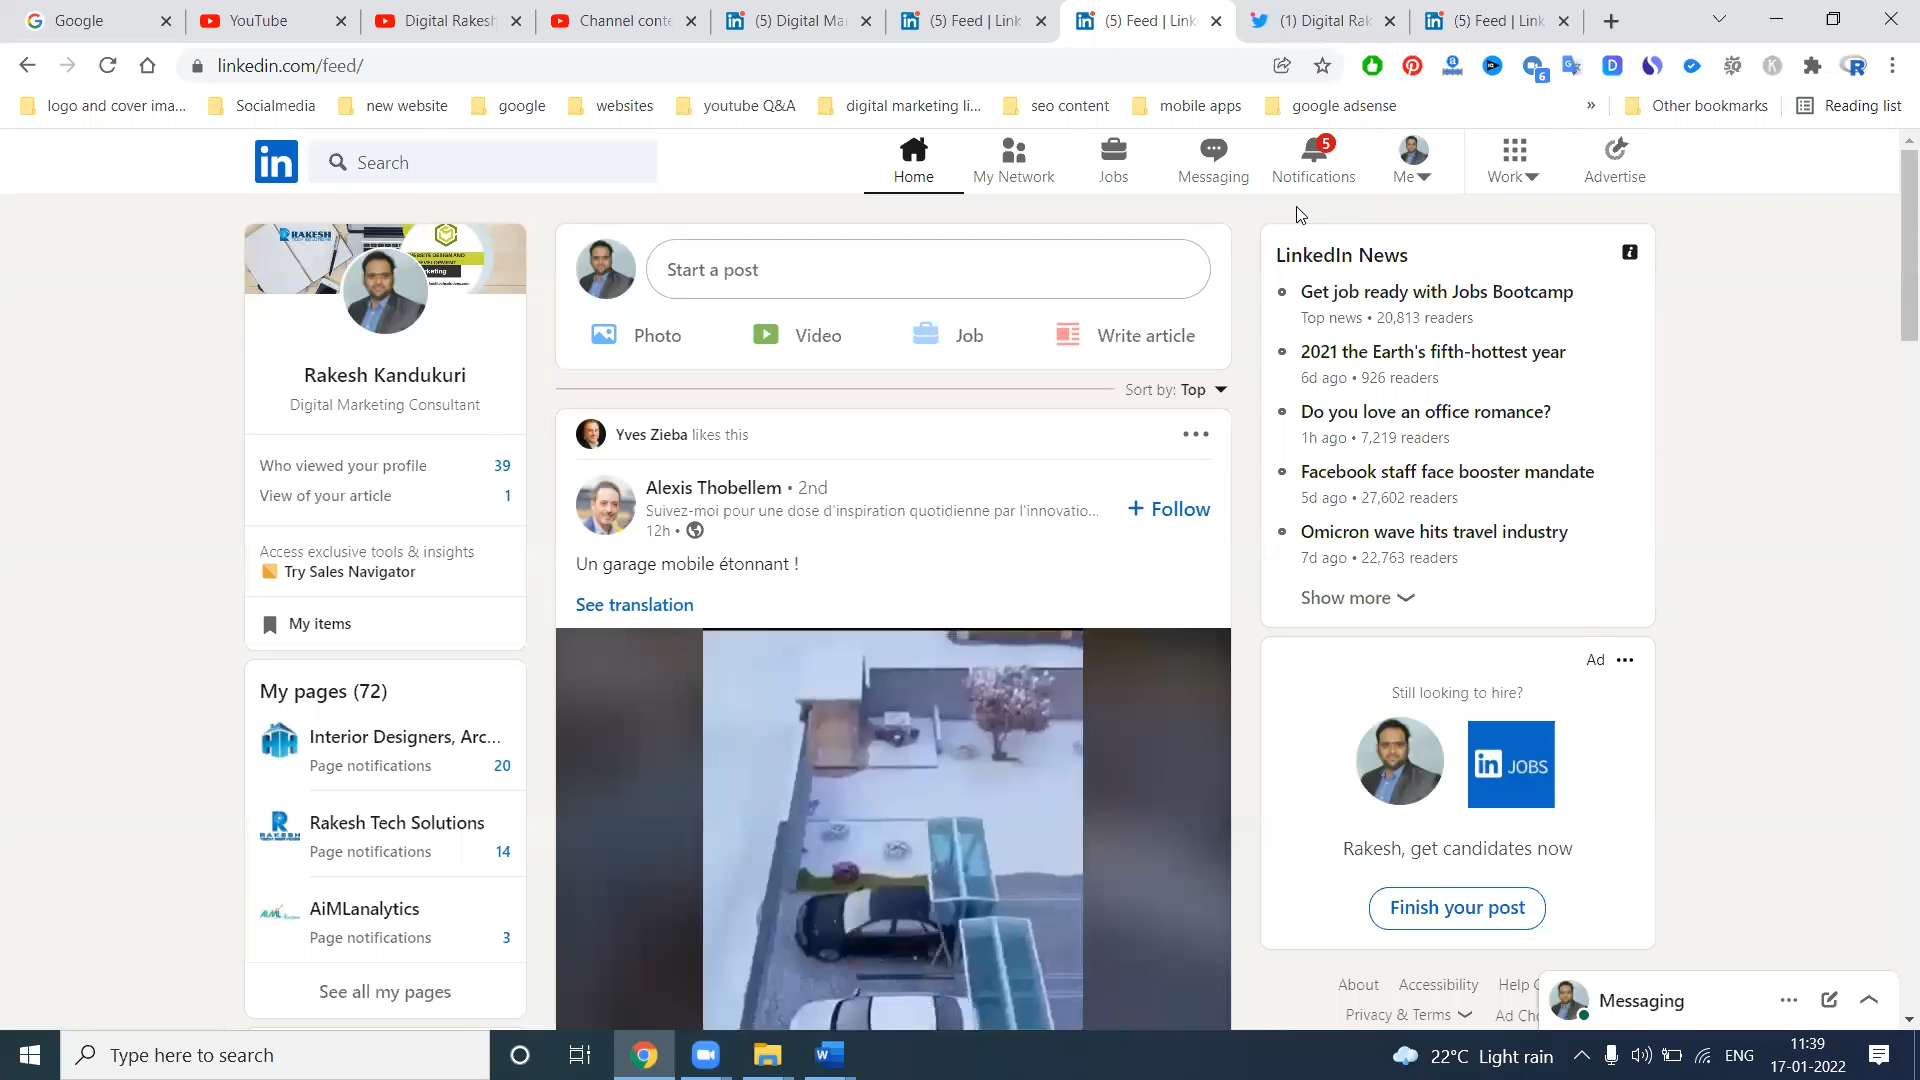 Google
YouTube
Digital Rakesh
Channel conte
(5) Digital Ma
(5) Feed | Link
(5) Feed | Link
(1) Digital Rak
(5) Feed | Link
linkedin.com/feed/
6
logo and cover ima...
Socialmedia
new website
google
websites
youtube Q&A
digital marketing li...
seo content
mobile apps
google adsense
»
Other bookmarks
Reading list
in
Search
Home
My Network
Jobs
Messaging
5
Notifications
Me
Work
Advertise
RAKESH
Rakesh Kandukuri
Digital Marketing Consultant
Who viewed your profile 39
View of your article 1
Access exclusive tools & insights
Try Sales Navigator
My items
My pages (72)
Interior Designers, Arc...
Page notifications 20
Rakesh Tech Solutions
Page notifications 14
AiMLanalytics
Page notifications 3
See all my pages
Start a post
Photo
Video
Job
Write article
Sort by: Top
Yves Zieba likes this
Alexis Thobellem • 2nd
Suivez-moi pour une dose d'inspiration quotidienne par l'innovatio...
12h •
+ Follow
Un garage mobile étonnant !
See translation
LinkedIn News
Get job ready with Jobs Bootcamp
Top news • 20,813 readers
2021 the Earth's fifth-hottest year
6d ago • 926 readers
Do you love an office romance?
1h ago • 7,219 readers
Facebook staff face booster mandate
5d ago • 27,602 readers
Omicron wave hits travel industry
7d ago • 22,763 readers
Show more
Ad
Still looking to hire?
in JOBS
Rakesh, get candidates now
Finish your post
About
Accessibility
Help
Privacy & Terms
Ad Cho
Messaging
Type here to search
22°C Light rain
ENG
11:39
17-01-2022